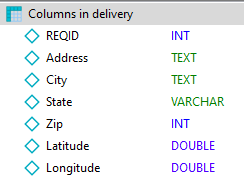 Columns in delivery
REQID INT
Address TEXT
City TEXT
State VARCHAR
Zip INT
Latitude DOUBLE
Longitude DOUBLE